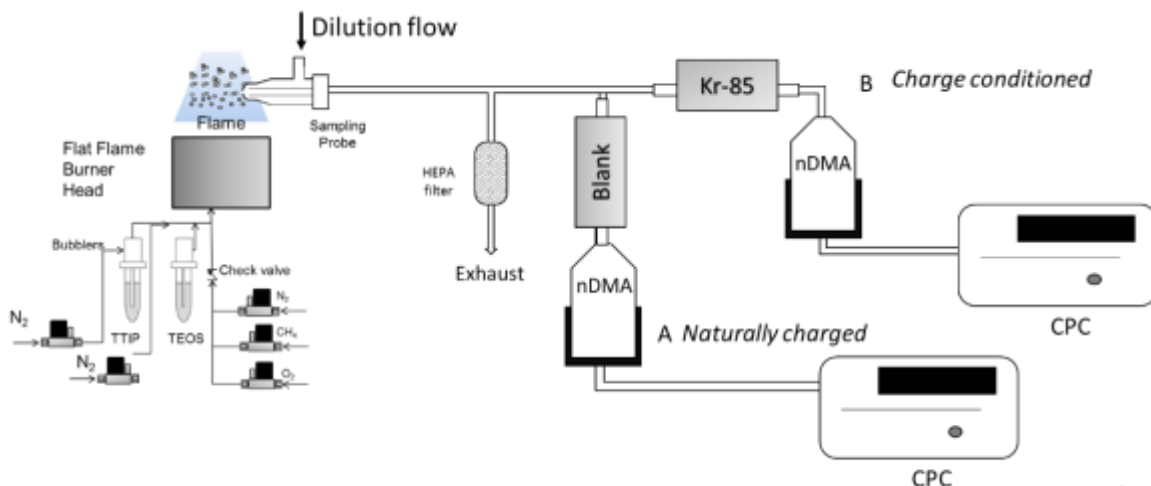 Dilution flow
Flame
Sampling
Probe
Flat Flame
Burner
Head
Bubblers
Check valve
TTIP
TEOS
N₂
N₂
N₂
CH₄
O₂
HEPA
filter
Exhaust
Kr-85
Blank
nDMA
B Charge conditioned
CPC
nDMA
A Naturally charged
CPC